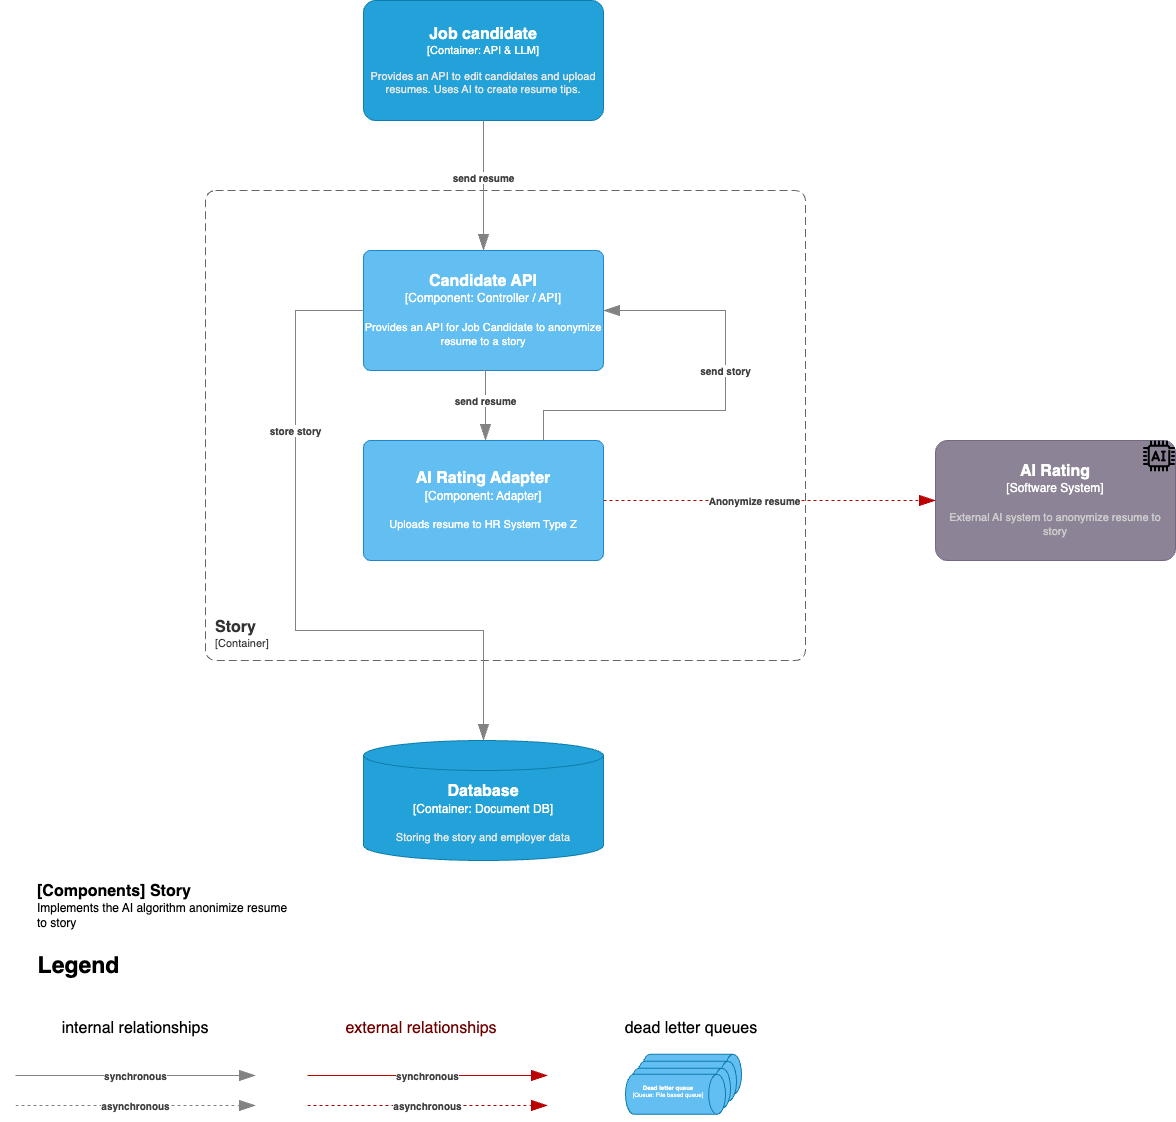 Job candidate
[Container: API & LLM]
Provides an API to edit candidates and upload
resumes. Uses AI to create resume tips.
send resume
Candidate API
[Component: Controller / API]
Provides an API for Job Candidate to anonymize
resume to a story
send story
send resume
store story
AI Rating Adapter
[Component: Adapter]
Uploads resume to HR System Type Z
Anonymize resume
AI
AI Rating
[Software System]
External AI system to anonymize resume to
story
Story
[Container]
Database
[Container: Document DB]
Storing the story and employer data
[Components] Story
Implements the AI algorithm anonimize resume
to story
Legend
internal relationships
external relationships
dead letter queues
synchronous
synchronous
asynchronous
asynchronous
Dead letter queue
[Queue: File based queue]